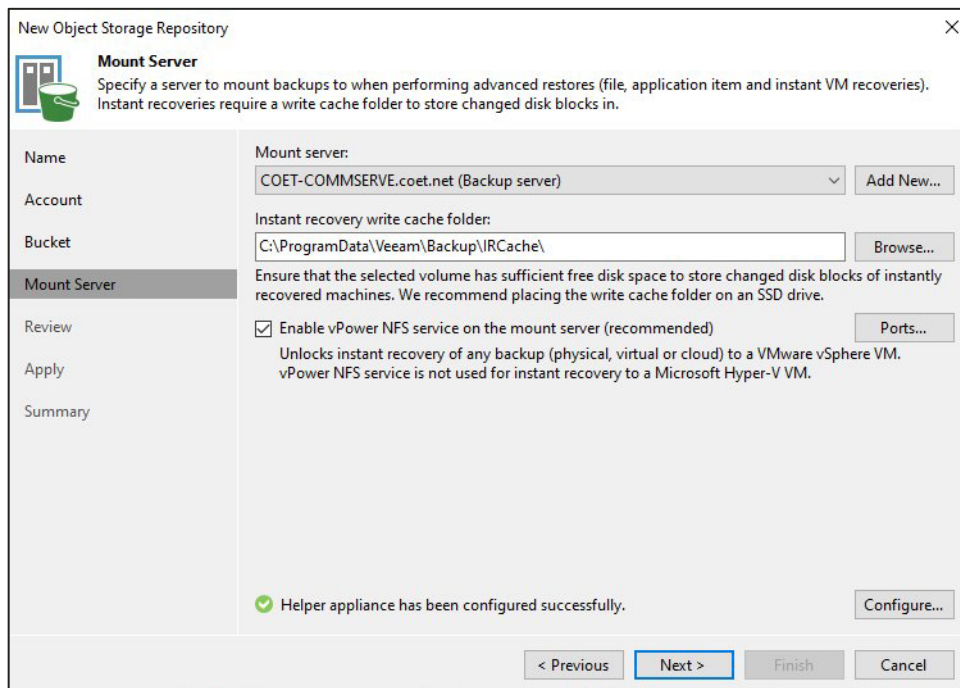 New Object Storage Repository
Mount Server
Specify a server to mount backups to when performing advanced restores (file, application item and instant VM recoveries).
Instant recoveries require a write cache folder to store changed disk blocks in.
Name
Account
Bucket
Mount Server
Review
Apply
Summary
Mount server:
COET-COMMSERVE.coet.net (Backup server)
Add New...
Instant recovery write cache folder:
C:\ProgramData\Veeam\Backup\IRCache\
Browse...
Ensure that the selected volume has sufficient free disk space to store changed disk blocks of instantly
recovered machines. We recommend placing the write cache folder on an SSD drive.
Enable vPower NFS service on the mount server (recommended)
Ports...
Unlocks instant recovery of any backup (physical, virtual or cloud) to a VMware vSphere VM.
vPower NFS service is not used for instant recovery to a Microsoft Hyper-V VM.
Helper appliance has been configured successfully.
Configure...
< Previous
Next >
Finish
Cancel